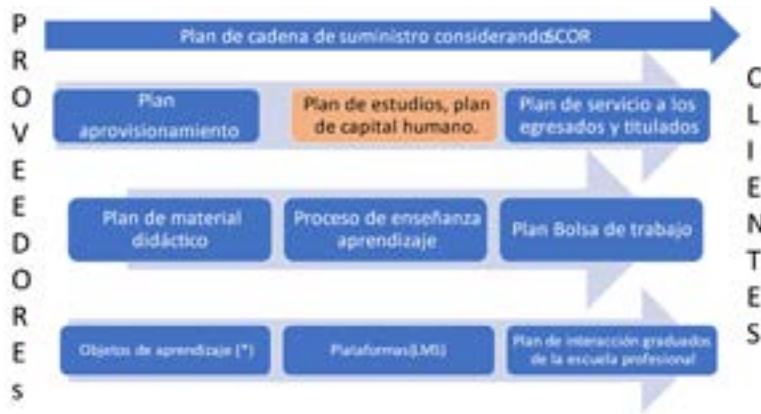 PROVEEDOREs
Plan de cadena de suministro considerandoSCOR
Plan
aprovisionamiento
Plan de estudios, plan
de capital humano.
Plan de servicio a los
egresados y titulados
Plan de material
didáctico
Proceso de enseñanza
aprendizaje
Plan Bolsa de trabajo
Objetos de aprendizaje (*)
Plataformas(LMS)
Plan de interacción graduados
de la escuela profesional
CLIENTES